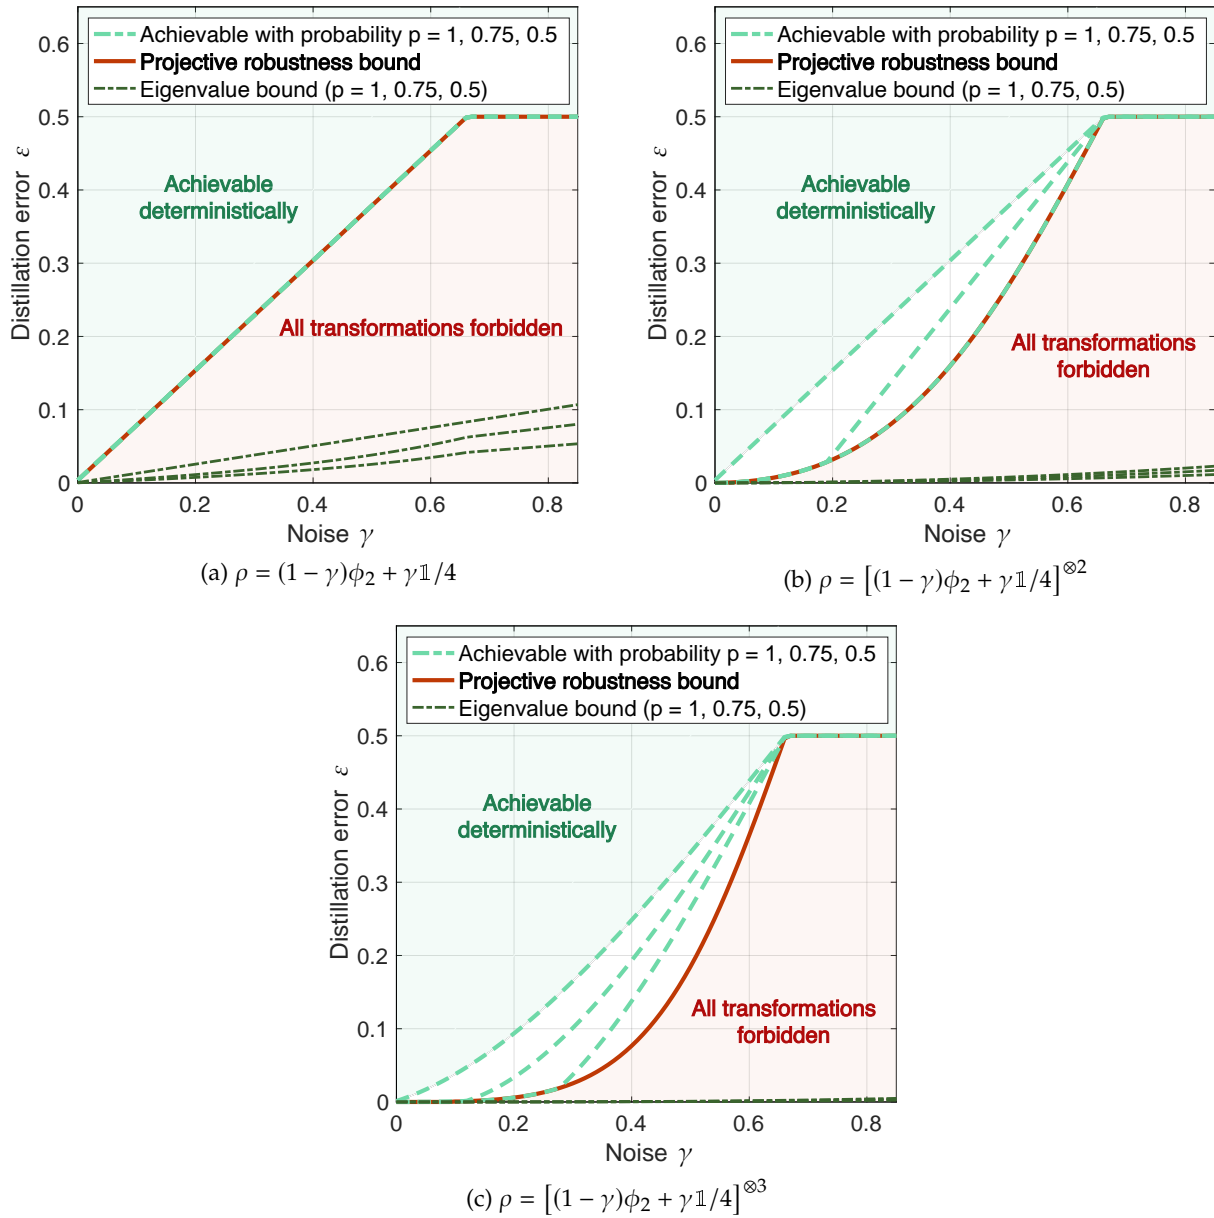 Achievable with probability p = 1, 0.75, 0.5
Projective robustness bound
Eigenvalue bound (p = 1, 0.75, 0.5)
0.6
0.5
0.4
0.3
0.2
0.1
0
Distillation error ε
Achievable
deterministically
All transformations forbidden
0 0.2 0.4 0.6 0.8
Noise γ
(a) ρ = (1 − γ)ϕ₂ + γ𝟙/4
Achievable with probability p = 1, 0.75, 0.5
Projective robustness bound
Eigenvalue bound (p = 1, 0.75, 0.5)
0.6
0.5
0.4
0.3
0.2
0.1
0
Distillation error ε
Achievable
deterministically
All transformations
forbidden
0 0.2 0.4 0.6 0.8
Noise γ
(b) ρ = [(1 − γ)ϕ₂ + γ𝟙/4]^⊗2
Achievable with probability p = 1, 0.75, 0.5
Projective robustness bound
Eigenvalue bound (p = 1, 0.75, 0.5)
0.6
0.5
0.4
0.3
0.2
0.1
0
Distillation error ε
Achievable
deterministically
All transformations
forbidden
0 0.2 0.4 0.6 0.8
Noise γ
(c) ρ = [(1 − γ)ϕ₂ + γ𝟙/4]^⊗3